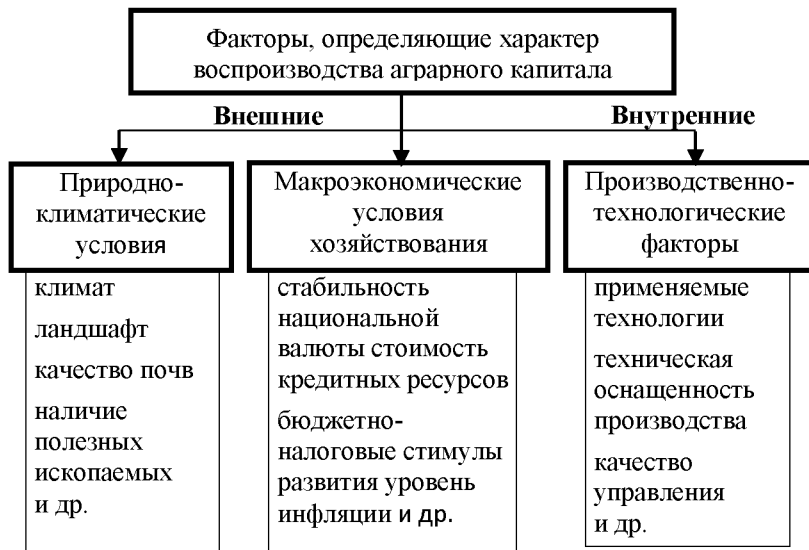 Факторы, определяющие характер
воспроизводства аграрного капитала
Внешние
Внутренние
Природно-
климатические
условия
климат
ландшафт
качество почв
наличие
полезных
ископаемых
и др.
Макроэкономические
условия
хозяйствования
стабильность
национальной
валюты стоимость
кредитных ресурсов
бюджетно-
налоговые стимулы
развития уровень
инфляции и др.
Производственно-
технологические
факторы
применяемые
технологии
техническая
оснащенность
производства
качество
управления
и др.